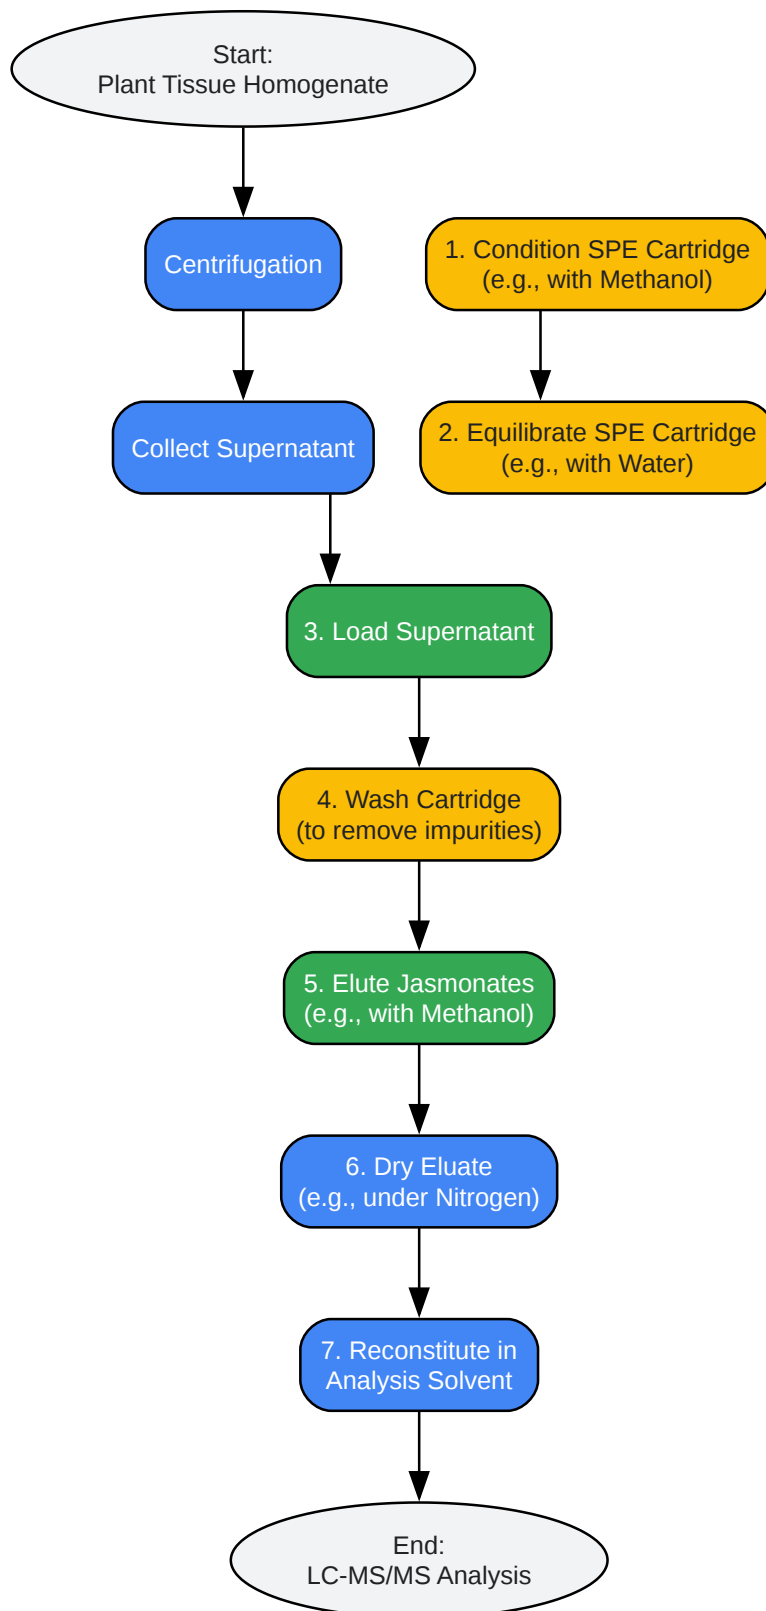 Start:
Plant Tissue Homogenate
Centrifugation
1. Condition SPE Cartridge
(e.g., with Methanol)
Collect Supernatant
2. Equilibrate SPE Cartridge
(e.g., with Water)
3. Load Supernatant
4. Wash Cartridge
(to remove impurities)
5. Elute Jasmonates
(e.g., with Methanol)
6. Dry Eluate
(e.g., under Nitrogen)
7. Reconstitute in
Analysis Solvent
End:
LC-MS/MS Analysis